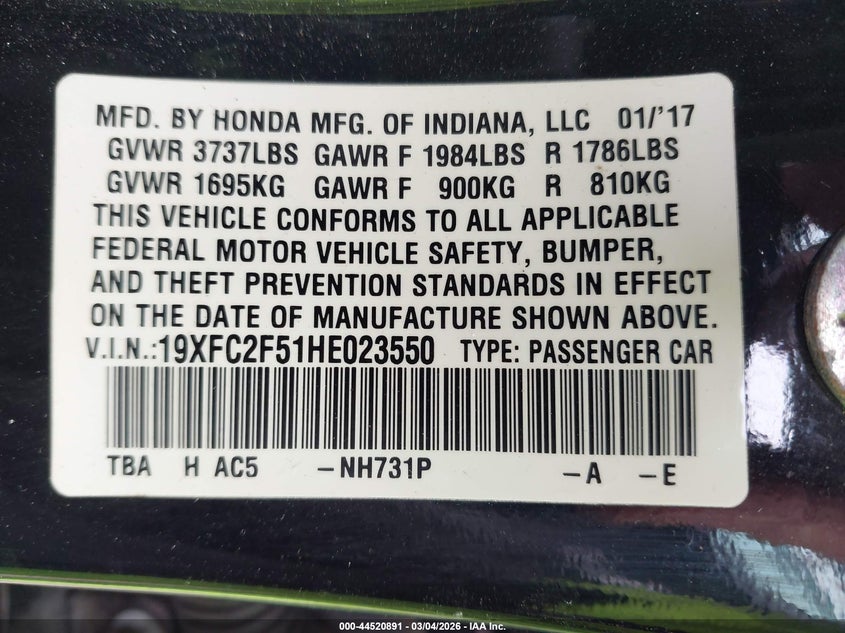 MFD. BY HONDA MFG. OF INDIANA, LLC 01/'17
GVWR 3737LBS GAWR F 1984LBS R 1786LBS
GVWR 1695KG GAWR F 900KG R 810KG
THIS VEHICLE CONFORMS TO ALL APPLICABLE
FEDERAL MOTOR VEHICLE SAFETY, BUMPER,
AND THEFT PREVENTION STANDARDS IN EFFECT
ON THE DATE OF MANUFACTURE SHOWN ABOVE.
V.I.N.:19XFC2F51HE023550 TYPE: PASSENGER CAR
TBA H AC5 –NH731P –A –E
000-44520891 - 03/04/2026 - IAA Inc.